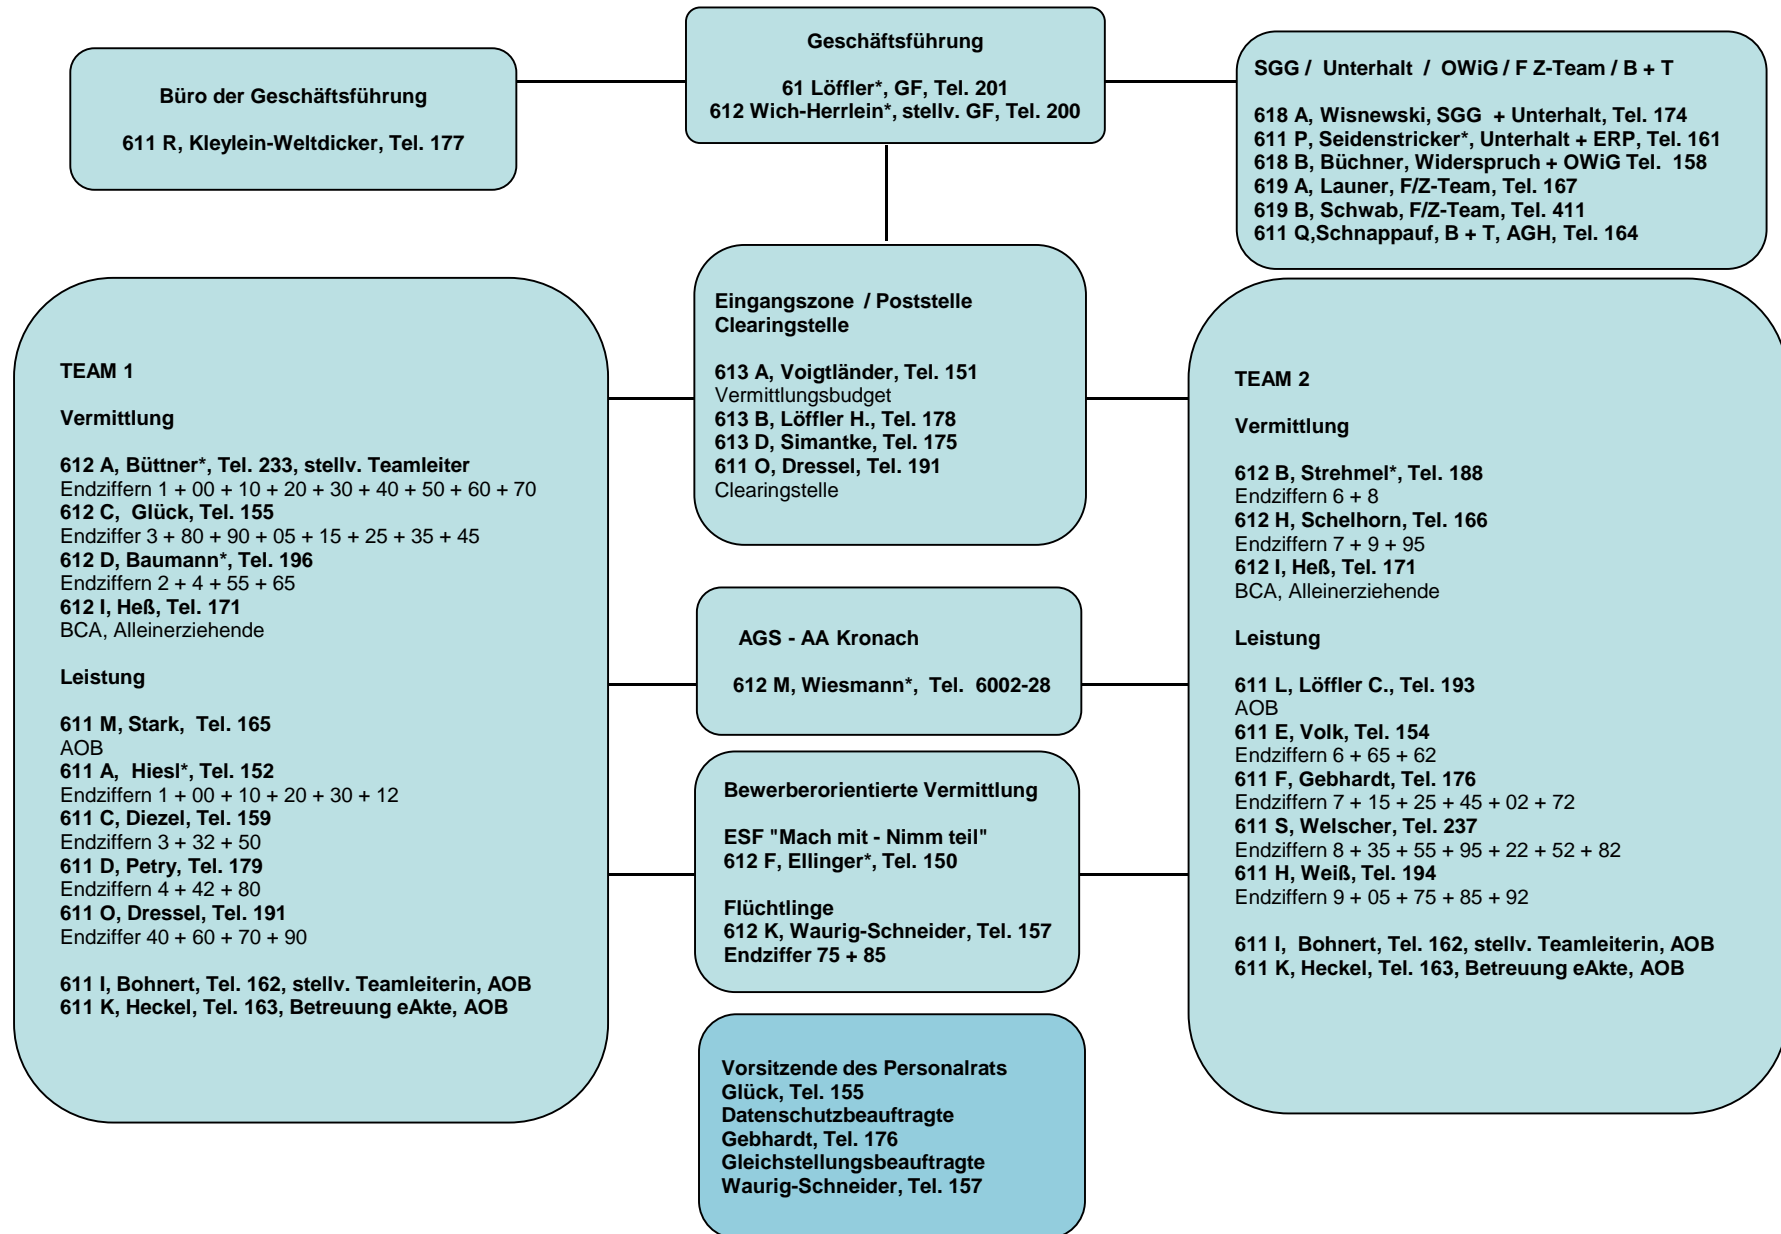 Geschäftsführung
61 Löffler*, GF, Tel. 201
612 Wich-Herrlein*, stellv. GF, Tel. 200
Büro der Geschäftsführung
611 R, Kleylein-Weltdicker, Tel. 177
SGG / Unterhalt / OWiG / F Z-Team / B + T
618 A, Wisnewski, SGG + Unterhalt, Tel. 174
611 P, Seidenstricker*, Unterhalt + ERP, Tel. 161
618 B, Büchner, Widerspruch + OWiG Tel. 158
619 A, Launer, F/Z-Team, Tel. 167
619 B, Schwab, F/Z-Team, Tel. 411
611 Q,Schnappauf, B + T, AGH, Tel. 164
TEAM 1
Vermittlung
612 A, Büttner*, Tel. 233, stellv. Teamleiter
Endziffern 1 + 00 + 10 + 20 + 30 + 40 + 50 + 60 + 70
612 C, Glück, Tel. 155
Endziffer 3 + 80 + 90 + 05 + 15 + 25 + 35 + 45
612 D, Baumann*, Tel. 196
Endziffern 2 + 4 + 55 + 65
612 I, Heß, Tel. 171
BCA, Alleinerziehende
Leistung
611 M, Stark, Tel. 165
AOB
611 A, Hiesl*, Tel. 152
Endziffern 1 + 00 + 10 + 20 + 30 + 12
611 C, Diezel, Tel. 159
Endziffern 3 + 32 + 50
611 D, Petry, Tel. 179
Endziffern 4 + 42 + 80
611 O, Dressel, Tel. 191
Endziffer 40 + 60 + 70 + 90
611 I, Bohnert, Tel. 162, stellv. Teamleiterin, AOB
611 K, Heckel, Tel. 163, Betreuung eAkte, AOB
Eingangszone / Poststelle
Clearingstelle
613 A, Voigtländer, Tel. 151
Vermittlungsbudget
613 B, Löffler H., Tel. 178
613 D, Simantke, Tel. 175
611 O, Dressel, Tel. 191
Clearingstelle
AGS - AA Kronach
612 M, Wiesmann*, Tel. 6002-28
Bewerberorientierte Vermittlung
ESF "Mach mit - Nimm teil"
612 F, Ellinger*, Tel. 150
Flüchtlinge
612 K, Waurig-Schneider, Tel. 157
Endziffer 75 + 85
Vorsitzende des Personalrats
Glück, Tel. 155
Datenschutzbeauftragte
Gebhardt, Tel. 176
Gleichstellungsbeauftragte
Waurig-Schneider, Tel. 157
TEAM 2
Vermittlung
612 B, Strehmel*, Tel. 188
Endziffern 6 + 8
612 H, Schelhorn, Tel. 166
Endziffern 7 + 9 + 95
612 I, Heß, Tel. 171
BCA, Alleinerziehende
Leistung
611 L, Löffler C., Tel. 193
AOB
611 E, Volk, Tel. 154
Endziffern 6 + 65 + 62
611 F, Gebhardt, Tel. 176
Endziffern 7 + 15 + 25 + 45 + 02 + 72
611 S, Welscher, Tel. 237
Endziffern 8 + 35 + 55 + 95 + 22 + 52 + 82
611 H, Weiß, Tel. 194
Endziffern 9 + 05 + 75 + 85 + 92
611 I, Bohnert, Tel. 162, stellv. Teamleiterin, AOB
611 K, Heckel, Tel. 163, Betreuung eAkte, AOB